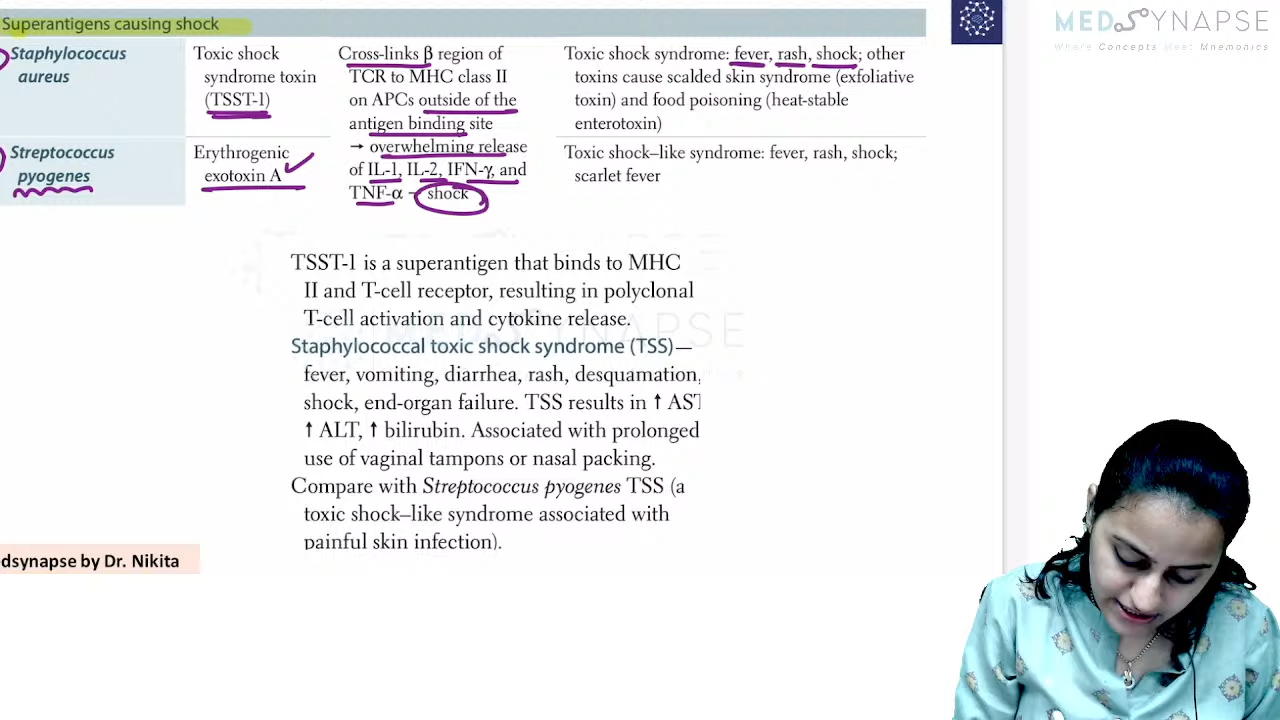 Superantigens causing shock
MEDSYNAPSE
Where Concepts Meet Mnemonics
Staphylococcus
aureus
Toxic shock
syndrome toxin
(TSST-1)
Cross-links β region of
TCR to MHC class II
on APCs outside of the
antigen binding site
→ overwhelming release
of IL-1, IL-2, IFN-γ, and
TNF-α → shock
Toxic shock syndrome: fever, rash, shock; other
toxins cause scalded skin syndrome (exfoliative
toxin) and food poisoning (heat-stable
enterotoxin)
Streptococcus
pyogenes
Erythrogenic
exotoxin A
Toxic shock–like syndrome: fever, rash, shock;
scarlet fever
TSST-1 is a superantigen that binds to MHC
II and T-cell receptor, resulting in polyclonal
T-cell activation and cytokine release.
Staphylococcal toxic shock syndrome (TSS)—
fever, vomiting, diarrhea, rash, desquamation,
shock, end-organ failure. TSS results in ↑ AST
↑ ALT, ↑ bilirubin. Associated with prolonged
use of vaginal tampons or nasal packing.
Compare with Streptococcus pyogenes TSS (a
toxic shock–like syndrome associated with
painful skin infection).
dsynapse by Dr. Nikita